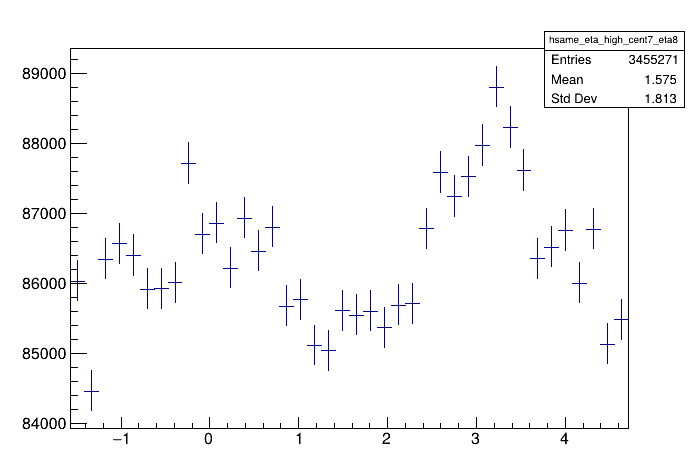 hsame_eta_high_cent7_eta8
Entries 3455271
Mean 1.575
Std Dev 1.813
89000
88000
87000
86000
85000
84000
−1 0 1 2 3 4